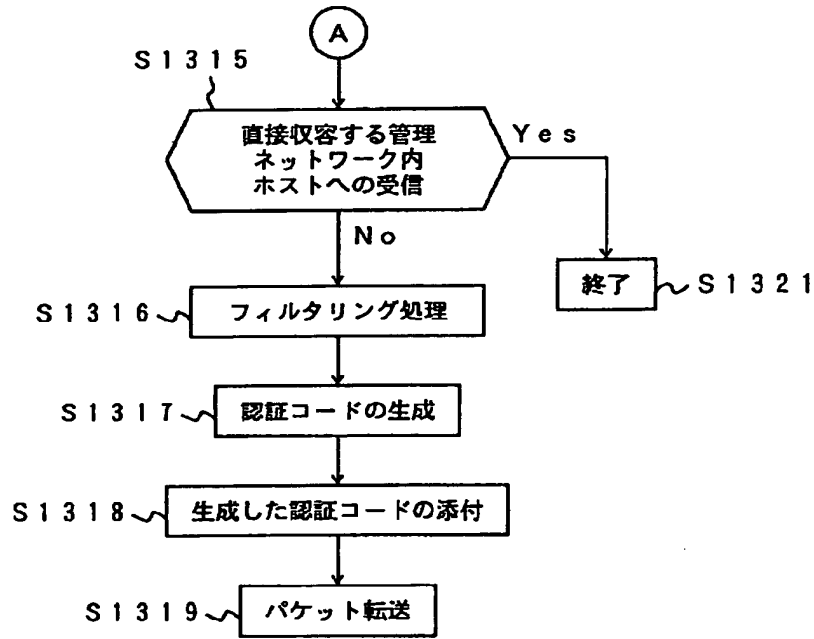 A
S1315
直接収容する管理
ネットワーク内
ホストへの受信
Yes
No
終了
S1321
S1316
フィルタリング処理
S1317
認証コードの生成
S1318
生成した認証コードの添付
S1319
パケット転送